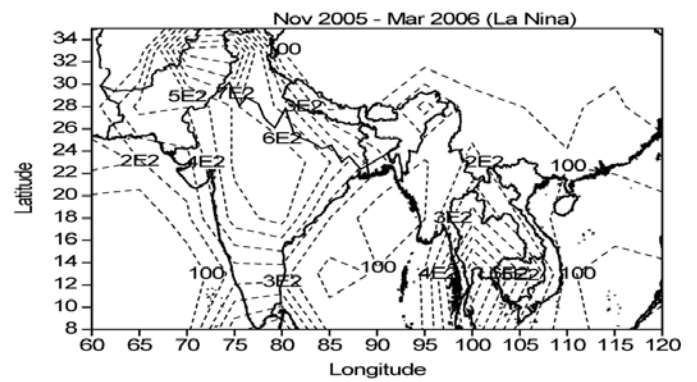 Nov 2005 - Mar 2006 (La Nina)
34
32
30
28
26
24
22
20
18
16
14
12
10
8
Latitude
100
5E2
7E2
3E2
6E2
2E2
4E2
2E2
100
3E2
100
100
3E2
4E2
100
60 65 70 75 80 85 90 95 100 105 110 115 120
Longitude